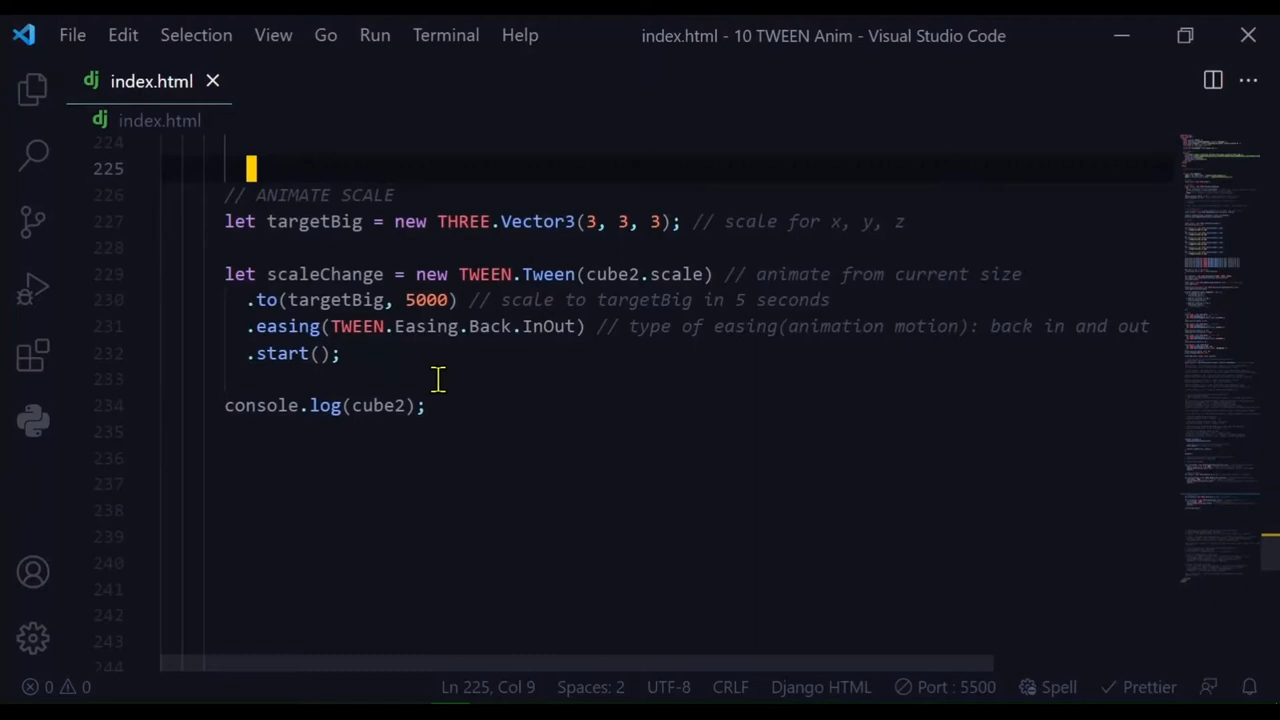 File Edit Selection View Go Run Terminal Help index.html - 10 TWEEN Anim - Visual Studio Code
dj index.html
dj index.html
224
225
226 // ANIMATE SCALE
227 let targetBig = new THREE.Vector3(3, 3, 3); // scale for x, y, z
228
229 let scaleChange = new TWEEN.Tween(cube2.scale) // animate from current size
230 .to(targetBig, 5000) // scale to targetBig in 5 seconds
231 .easing(TWEEN.Easing.Back.InOut) // type of easing(animation motion): back in and out
232 .start();
233
234 console.log(cube2);
235
236
237
238
239
240
241
242
243
244
0 0 Ln 225, Col 9 Spaces: 2 UTF-8 CRLF Django HTML Port : 5500 Spell Prettier